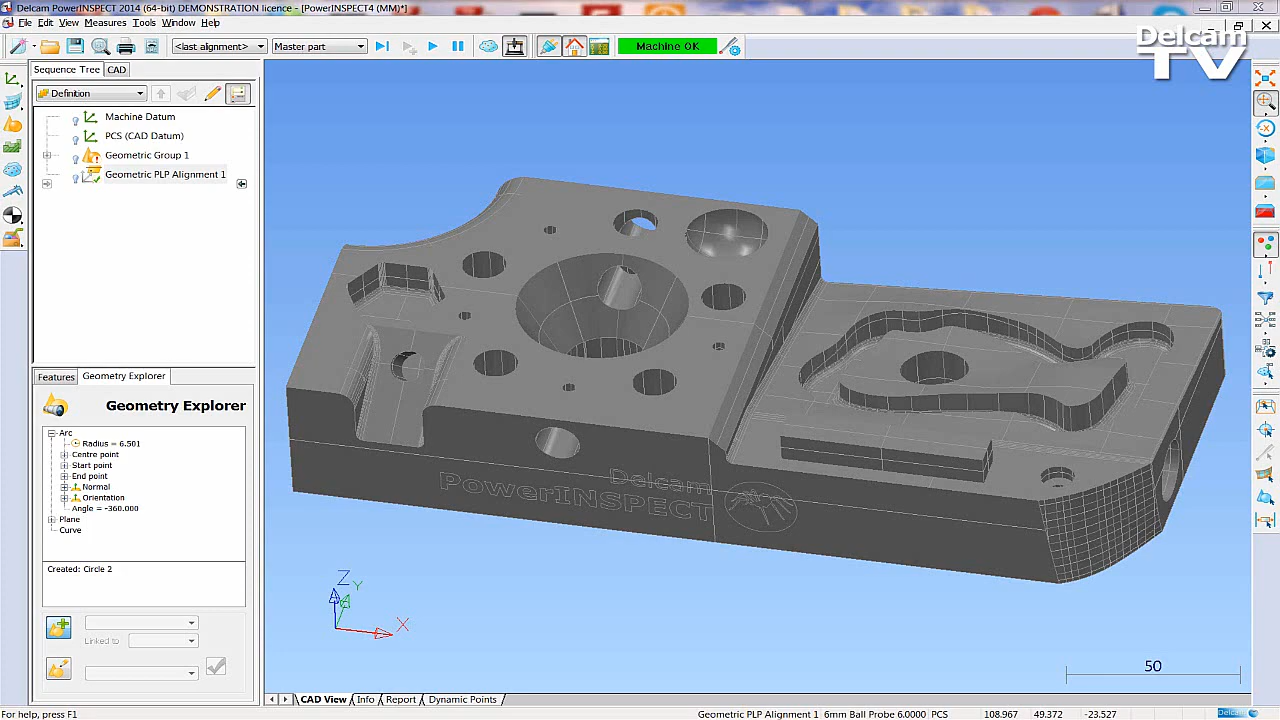 Delcam PowerINSPECT 2014 (64-bit) DEMONSTRATION licence - [PowerINSPECT4 (MM)*]
File Edit View Measures Tools Window Help
<last alignment> Master part Machine OK
Delcam
TV
Sequence Tree CAD
Definition
Machine Datum
PCS (CAD Datum)
Geometric Group 1
Geometric PLP Alignment 1
Features Geometry Explorer
Geometry Explorer
Arc
Radius = 6.501
Centre point
Start point
End point
Normal
Orientation
Angle = -360.000
Plane
Curve
Created: Circle 2
Linked to
Delcam
PowerINSPECT
Z
Y
X
50
CAD View Info Report Dynamic Points
For help, press F1
Geometric PLP Alignment 1 6mm Ball Probe 6.0000 PCS 108.967 49.372 -23.527 Delcam